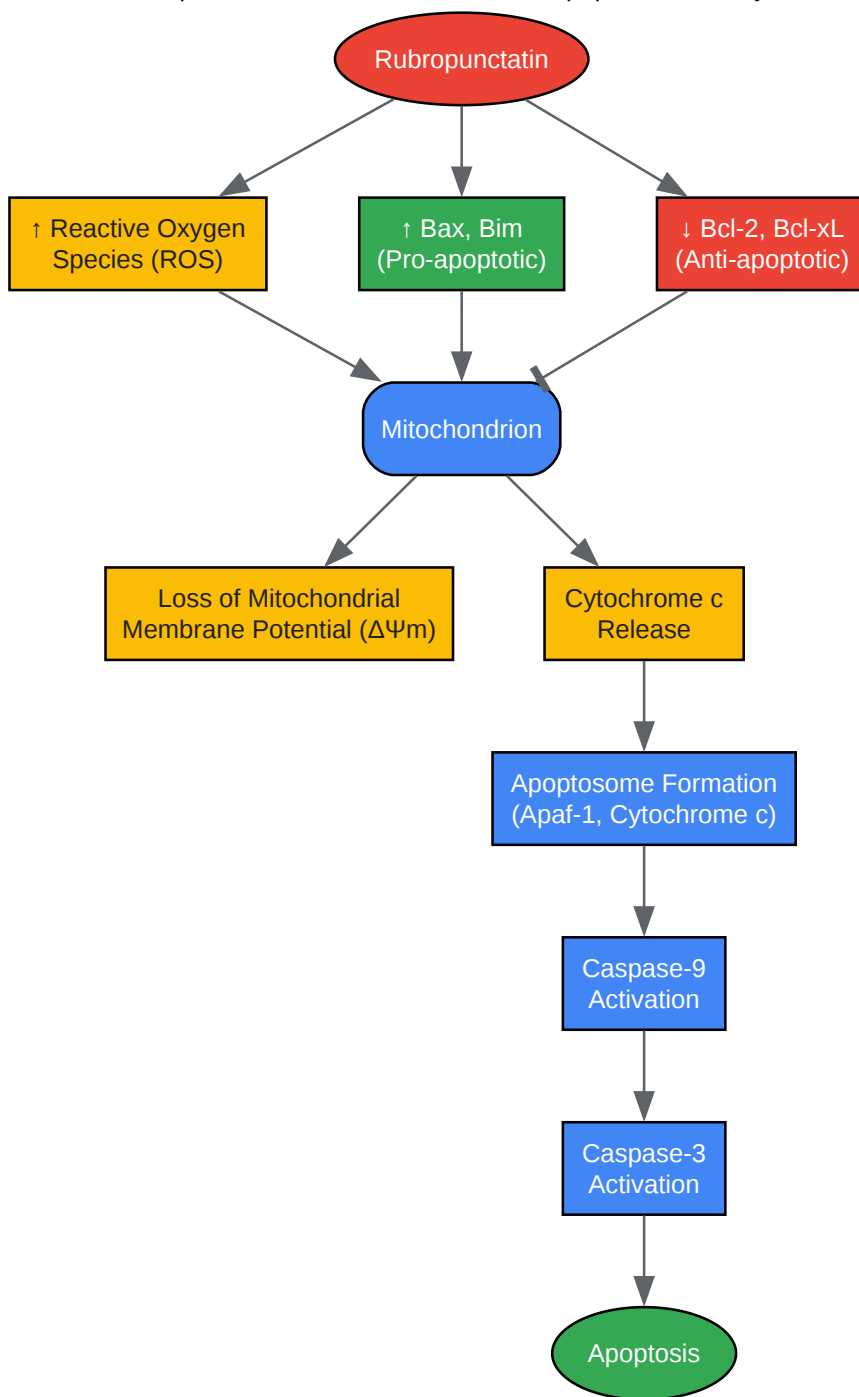 Rubropunctatin
↑ Reactive Oxygen
Species (ROS)
↑ Bax, Bim
(Pro-apoptotic)
↓ Bcl-2, Bcl-xL
(Anti-apoptotic)
Mitochondrion
Loss of Mitochondrial
Membrane Potential (ΔΨm)
Cytochrome c
Release
Apoptosome Formation
(Apaf-1, Cytochrome c)
Caspase-9
Activation
Caspase-3
Activation
Apoptosis